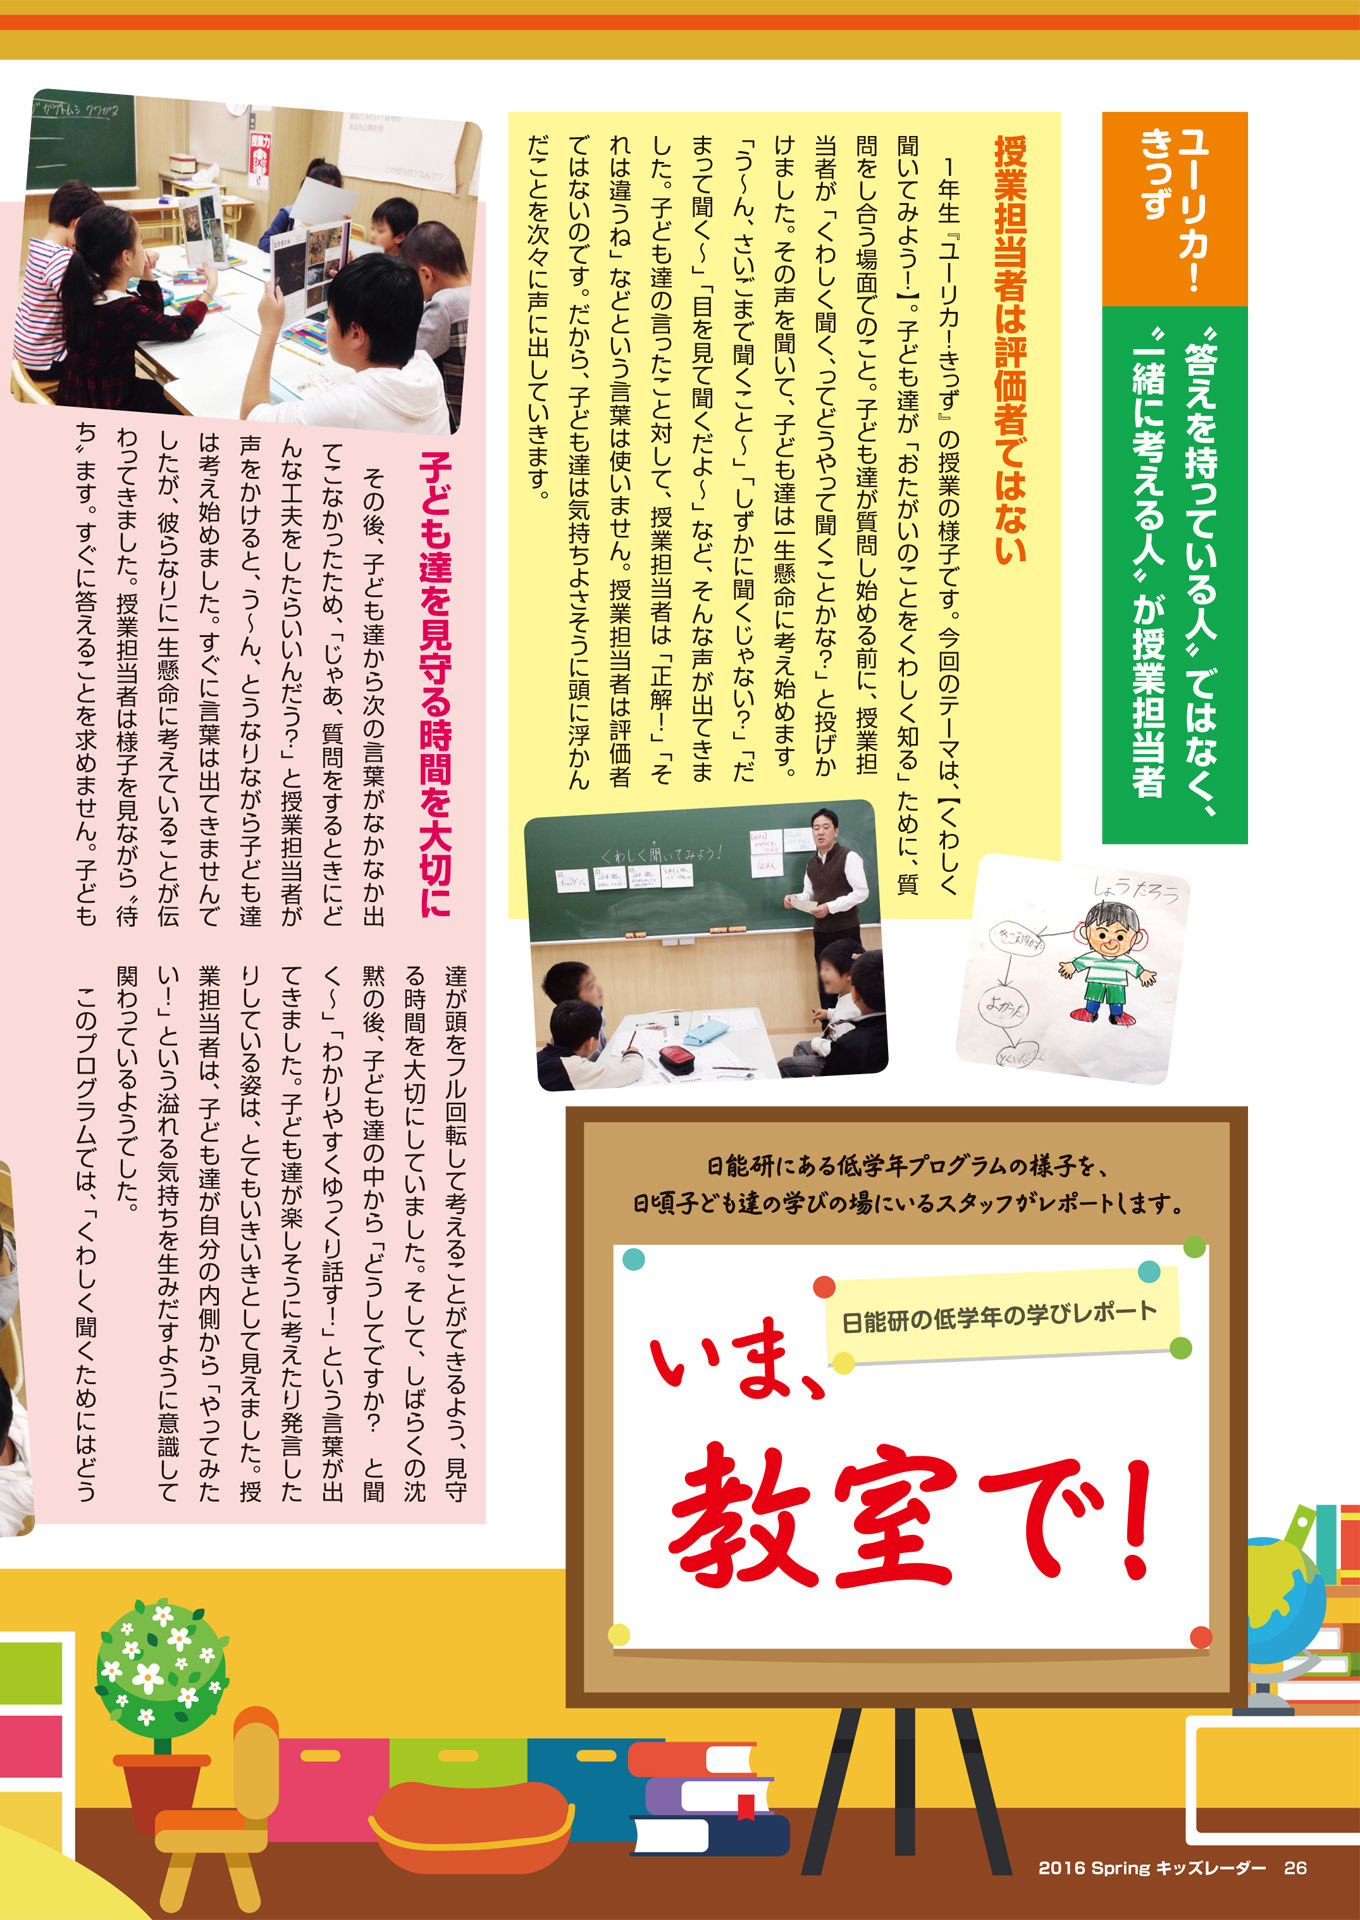 ユーリカ！
きっず
〝答えを持っている人〟ではなく、
〝一緒に考える人〟が授業担当者
授業担当者は評価者ではない
１年生『ユーリカ！きっず』の授業の様子です。今回のテーマは、【くわしく
聞いてみよう！】。子ども達が「おたがいのことをくわしく知る」ために、質
問をし合う場面でのこと。子ども達が質問し始める前に、授業担
当者が「くわしく聞く、ってどうやって聞くことかな？」と投げか
けました。その声を聞いて、子ども達は一生懸命に考え始めます。
「う～ん、さいごまで聞くこと～」「しずかに聞くじゃない？」「だ
まって聞く～」「目を見て聞くだよ～」など、そんな声が出てきま
した。子ども達の言ったこと対して、授業担当者は「正解！」「そ
れは違うね」などという言葉は使いません。授業担当者は評価者
ではないのです。だから、子ども達は気持ちよさそうに頭に浮かん
だことを次々に声に出していきます。
くわしく聞いてみよう！
しょうたろう
よかった
子ども達を見守る時間を大切に
その後、子ども達から次の言葉がなかなか出
てこなかったため、「じゃあ、質問をするときにど
んな工夫をしたらいいんだう？」と授業担当者が
声をかけると、う～ん、とうなりながら子ども達
は考え始めました。すぐに言葉は出てきませんで
したが、彼らなりに一生懸命に考えていることが伝
わってきました。授業担当者は様子を見ながら〝待
ち〟ます。すぐに答えることを求めません。子ども
達が頭をフル回転して考えることができるよう、見守
る時間を大切にしていました。そして、しばらくの沈
黙の後、子ども達の中から「どうしてですか？　と聞
く～」「わかりやすくゆっくり話す！」という言葉が出
てきました。子ども達が楽しそうに考えたり発言した
りしている姿は、とてもいきいきとして見えました。授
業担当者は、子ども達が自分の内側から「やってみた
い！」という溢れる気持ちを生みだすように意識して
関わっているようでした。
このプログラムでは、「くわしく聞くためにはどう
カブトムシ クワガタ
日能研にある低学年プログラムの様子を、
日頃子ども達の学びの場にいるスタッフがレポートします。
日能研の低学年の学びレポート
いま、
教室で！
2016 Spring キッズレーダー 26